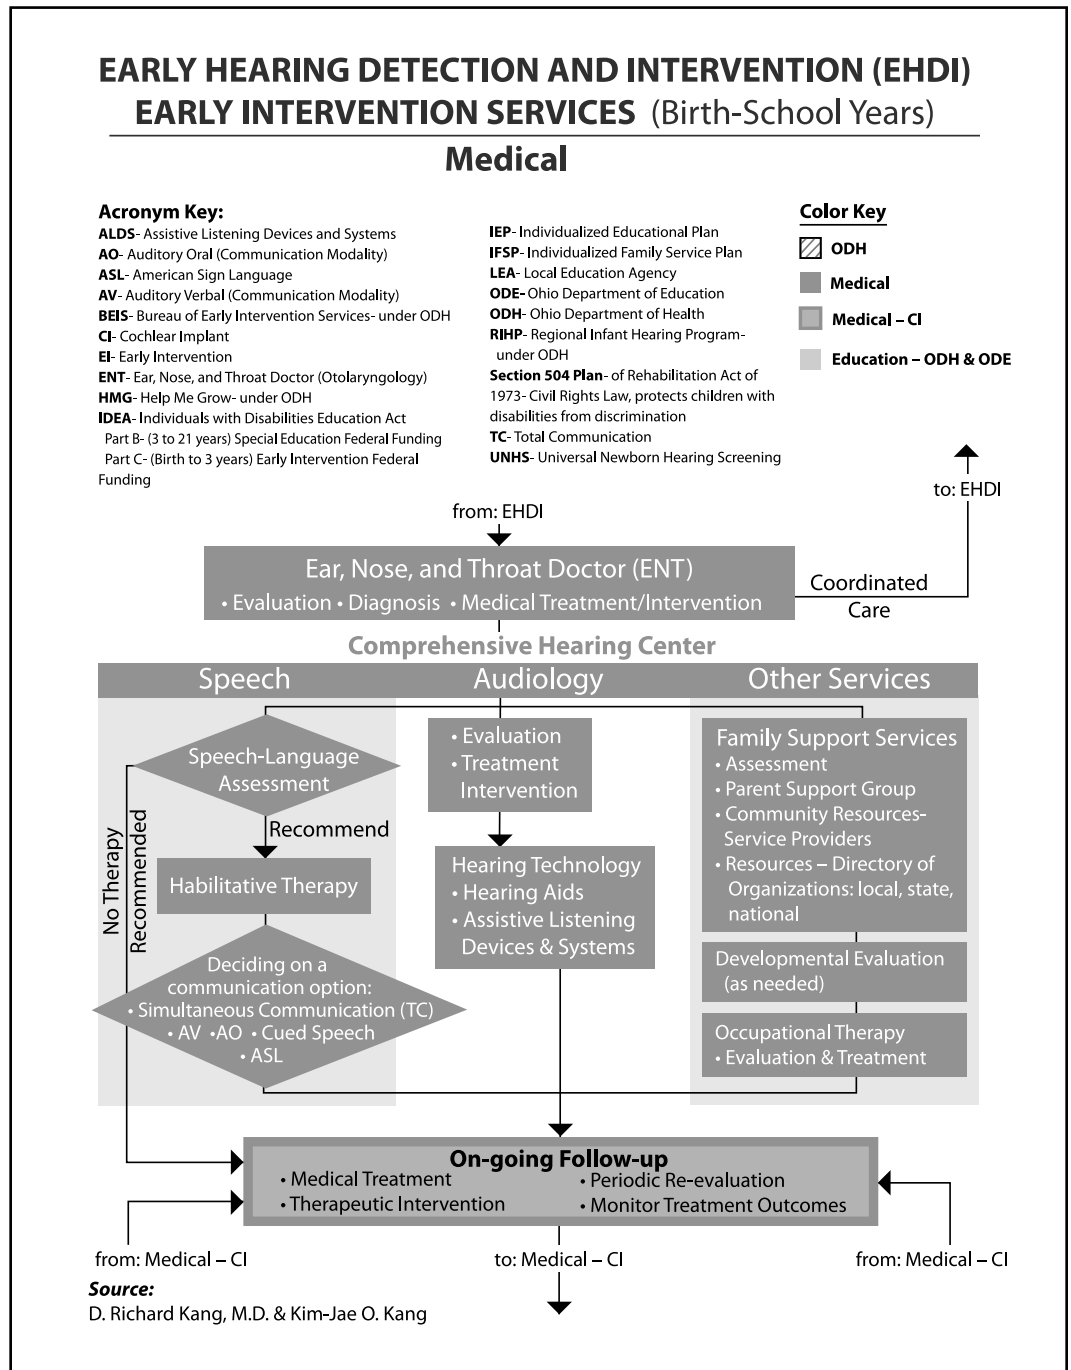 EARLY HEARING DETECTION AND INTERVENTION (EHDI)
EARLY INTERVENTION SERVICES (Birth-School Years)
Medical
Acronym Key:
ALDS- Assistive Listening Devices and Systems
AO- Auditory Oral (Communication Modality)
ASL- American Sign Language
AV- Auditory Verbal (Communication Modality)
BEIS- Bureau of Early Intervention Services- under ODH
CI- Cochlear Implant
EI- Early Intervention
ENT- Ear, Nose, and Throat Doctor (Otolaryngology)
HMG- Help Me Grow- under ODH
IDEA- Individuals with Disabilities Education Act
Part B- (3 to 21 years) Special Education Federal Funding
Part C- (Birth to 3 years) Early Intervention Federal
Funding
IEP- Individualized Educational Plan
IFSP- Individualized Family Service Plan
LEA- Local Education Agency
ODE- Ohio Department of Education
ODH- Ohio Department of Health
RIHP- Regional Infant Hearing Program-
under ODH
Section 504 Plan- of Rehabilitation Act of
1973- Civil Rights Law, protects children with
disabilities from discrimination
TC- Total Communication
UNHS- Universal Newborn Hearing Screening
Color Key
ODH
Medical
Medical – CI
Education – ODH & ODE
to: EHDI
from: EHDI
Ear, Nose, and Throat Doctor (ENT)
• Evaluation • Diagnosis • Medical Treatment/Intervention
Coordinated
Care
Comprehensive Hearing Center
Speech
Audiology
Other Services
Speech-Language
Assessment
Recommend
No Therapy
Recommended
Habilitative Therapy
Deciding on a
communication option:
• Simultaneous Communication (TC)
• AV •AO • Cued Speech
• ASL
• Evaluation
• Treatment
Intervention
Hearing Technology
• Hearing Aids
• Assistive Listening
Devices & Systems
Family Support Services
• Assessment
• Parent Support Group
• Community Resources-
Service Providers
• Resources – Directory of
Organizations: local, state,
national
Developmental Evaluation
(as needed)
Occupational Therapy
• Evaluation & Treatment
On-going Follow-up
• Medical Treatment
• Therapeutic Intervention
• Periodic Re-evaluation
• Monitor Treatment Outcomes
from: Medical – CI
to: Medical – CI
from: Medical – CI
Source:
D. Richard Kang, M.D. & Kim-Jae O. Kang